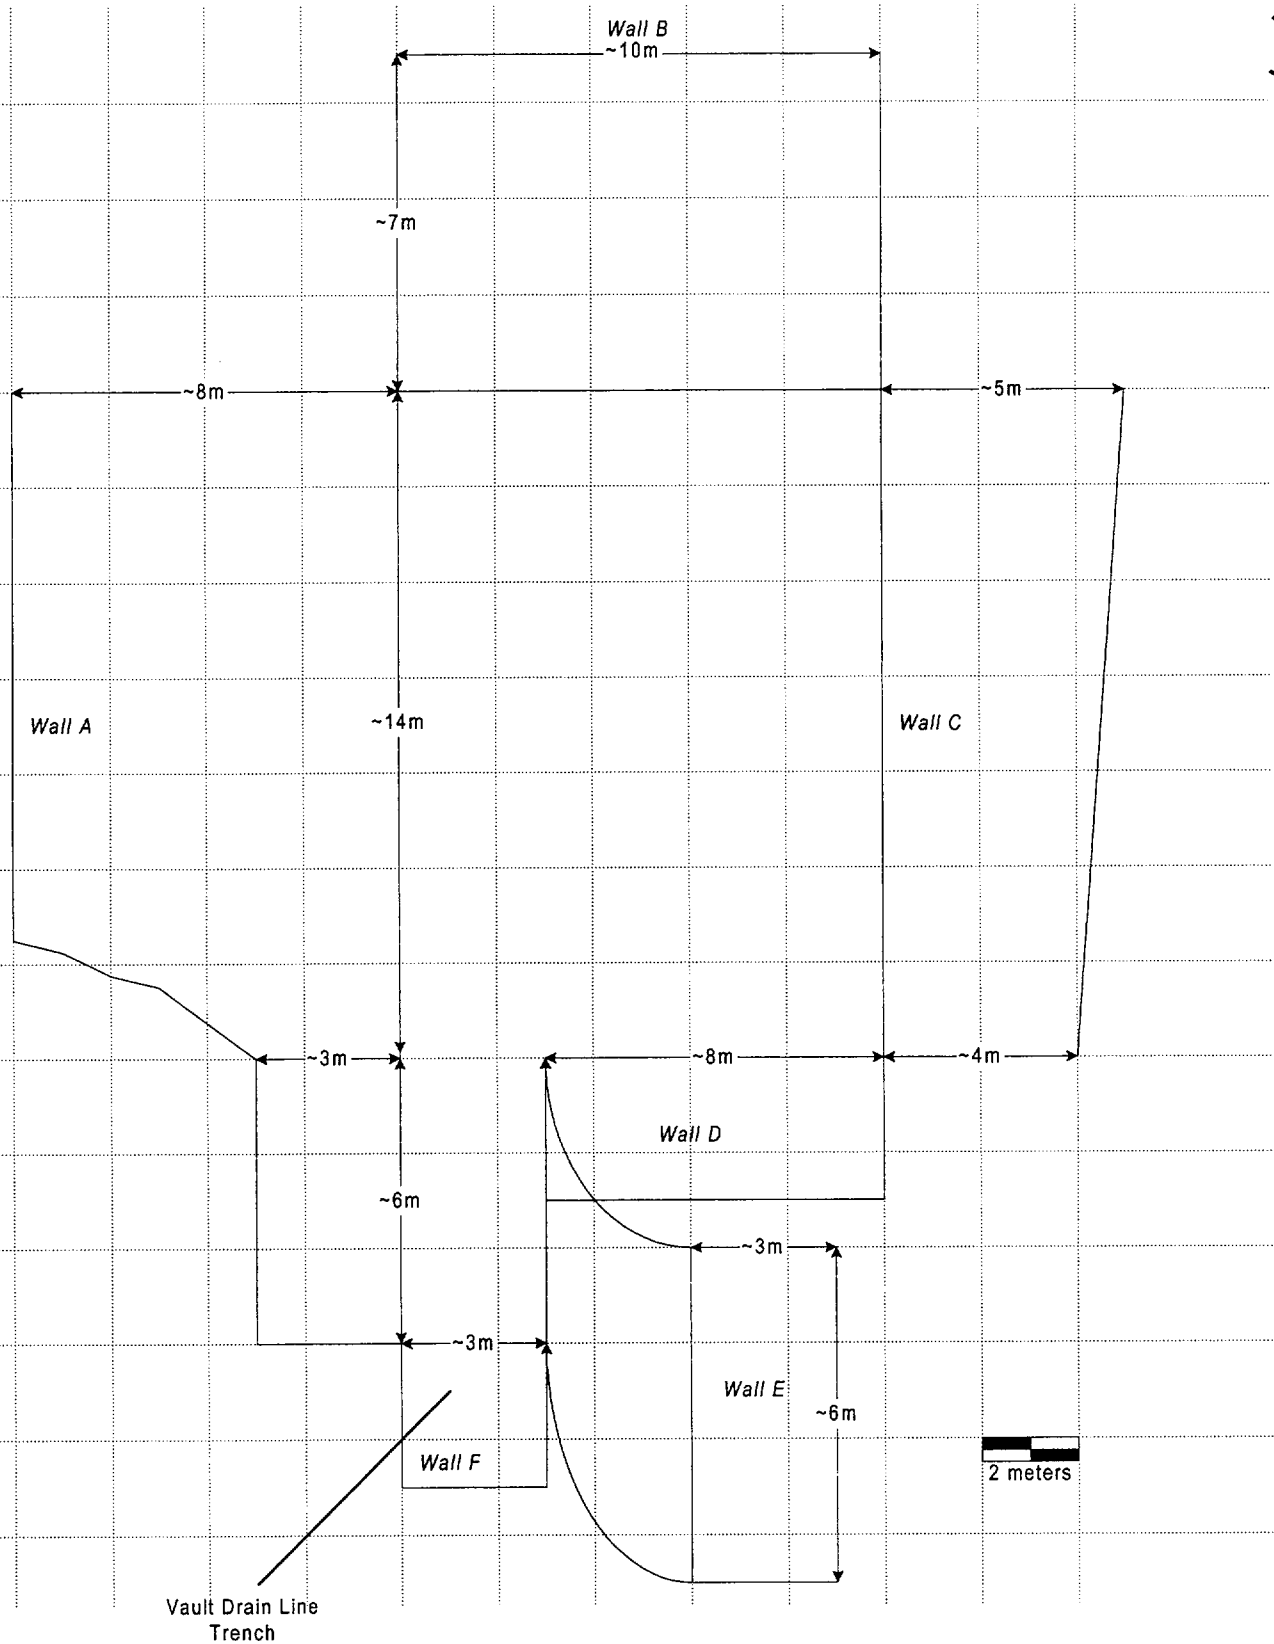 Wall B
~10m
~7m
~8m
~5m
Wall A
~14m
Wall C
~3m
~8m
~4m
Wall D
~6m
~3m
~3m
Wall E
~6m
Wall F
2 meters
Vault Drain Line
Trench